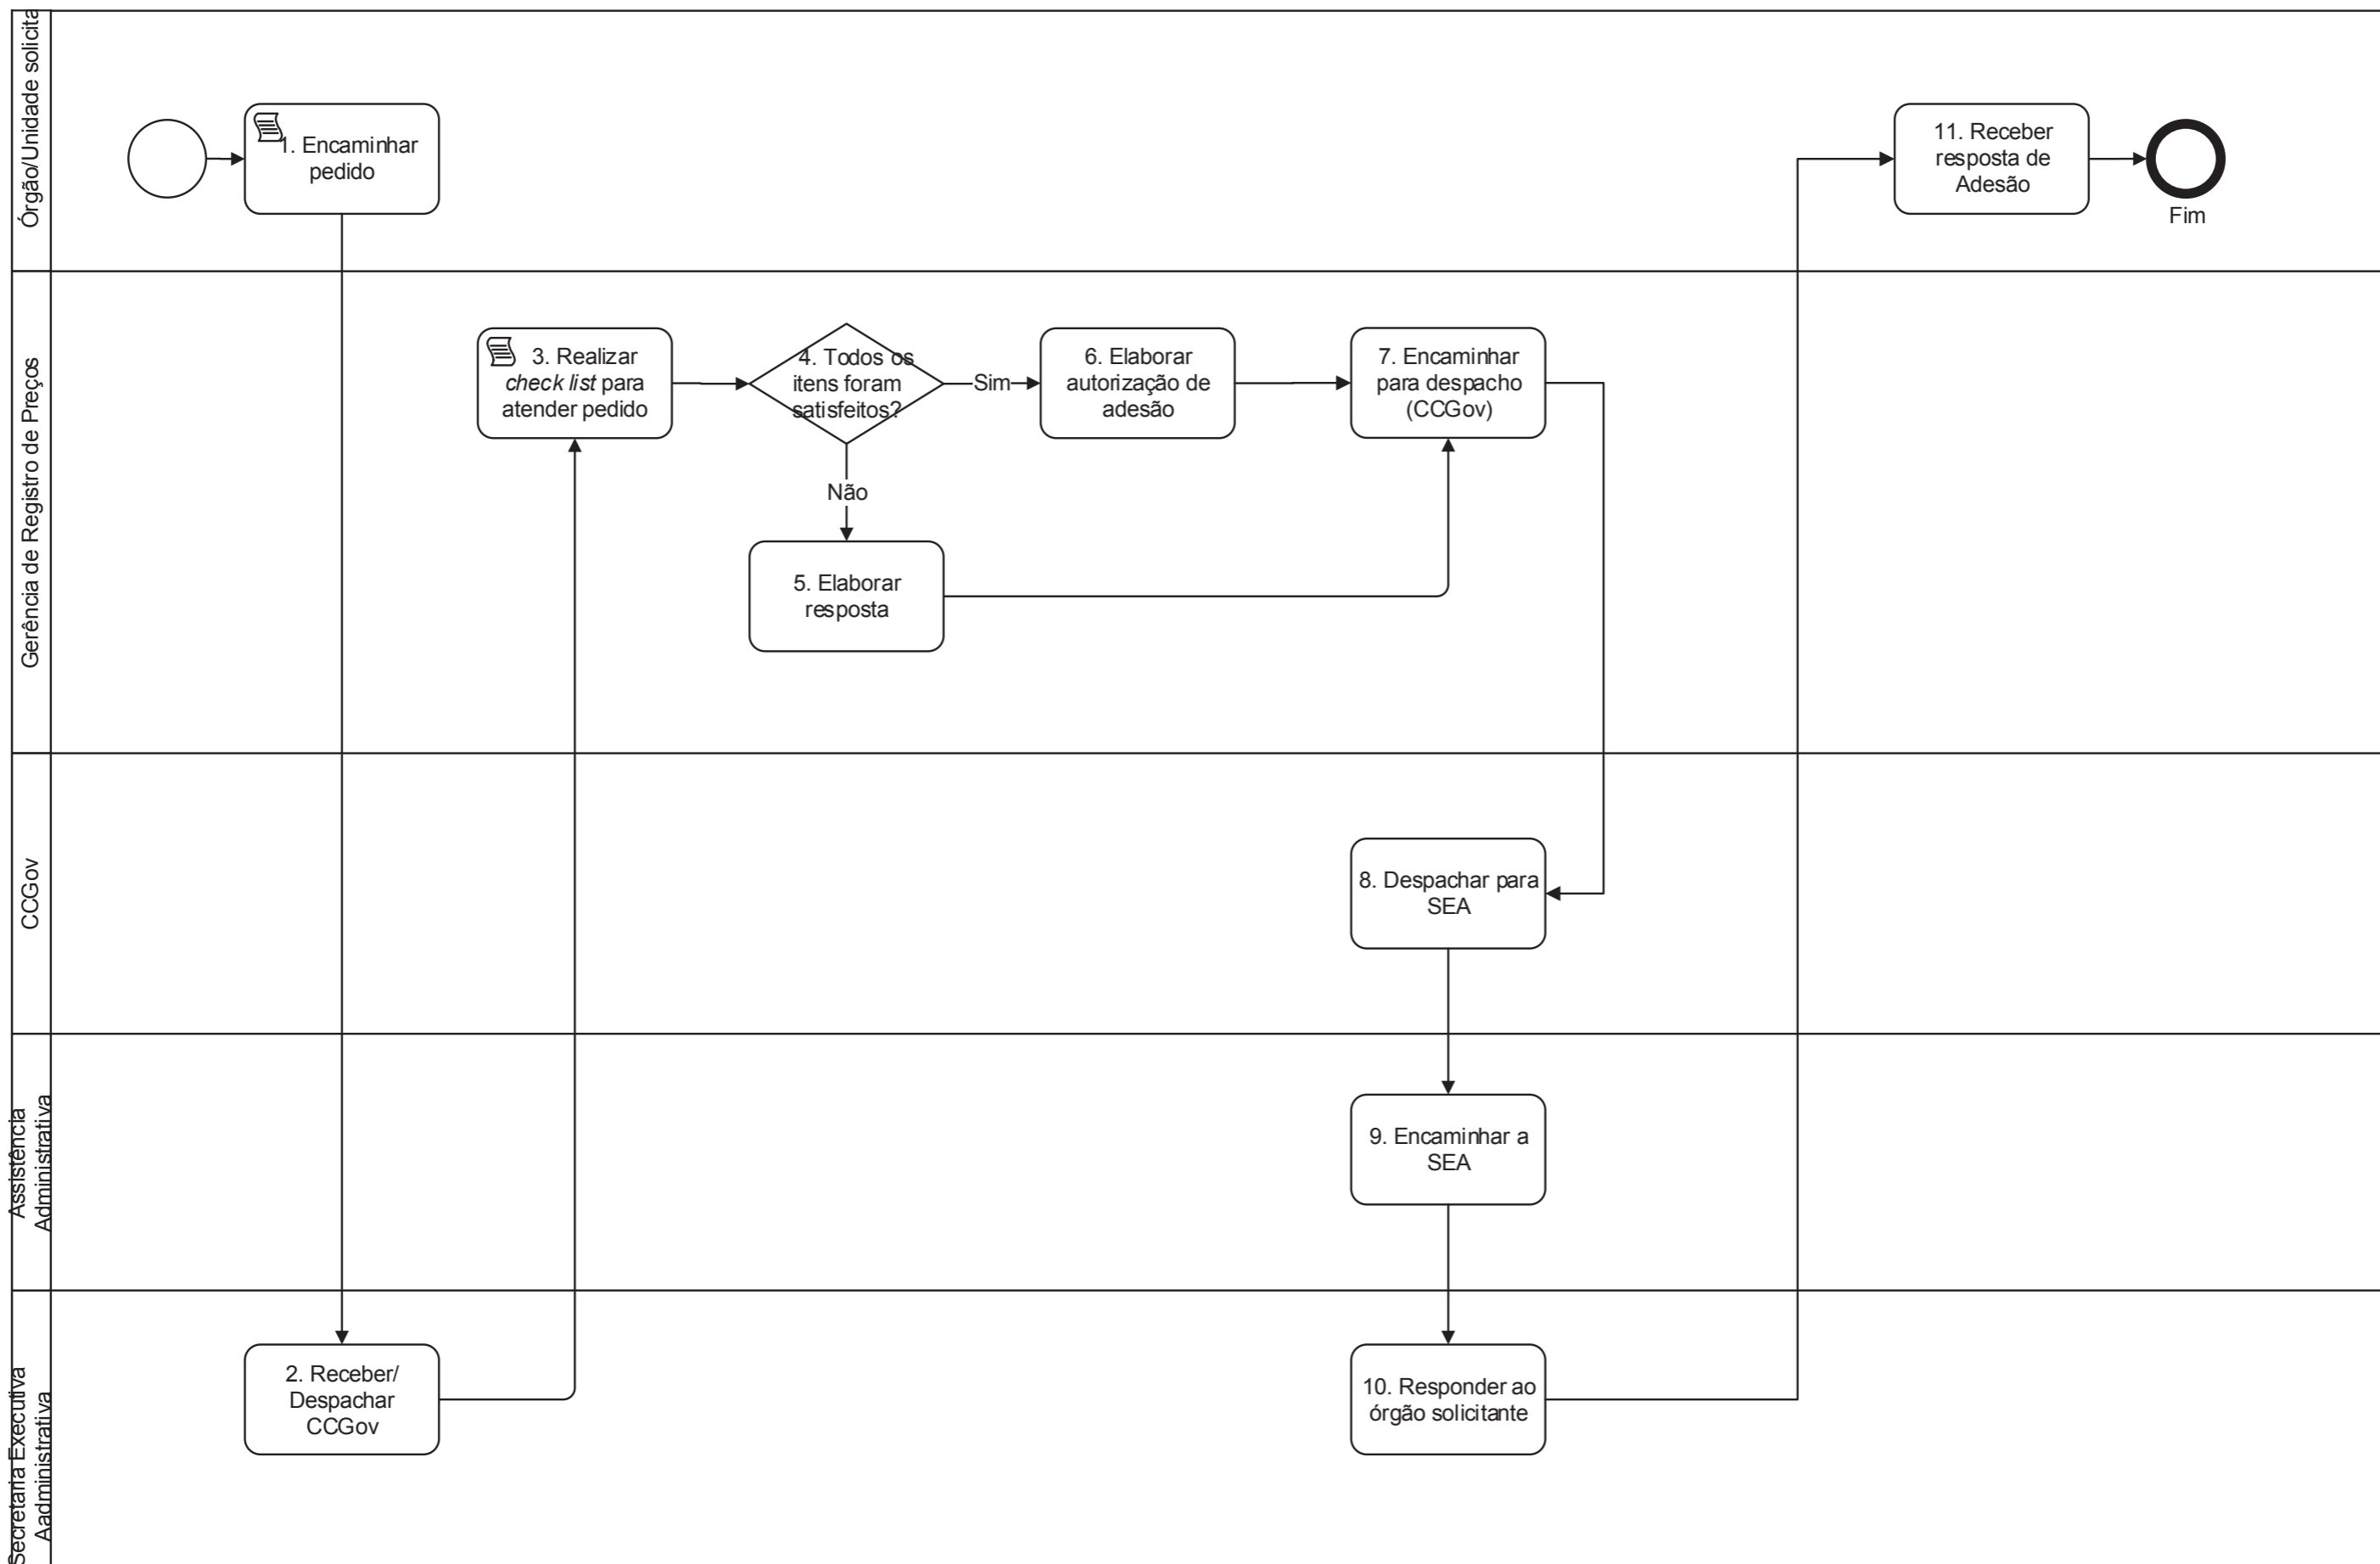 Órgão/Unidade solicita
1. Encaminhar
pedido
11. Receber
resposta de
Adesão
Fim
Gerência de Registro de Preços
3. Realizar
check list para
atender pedido
4. Todos os
itens foram
satisfeitos?
Sim
6. Elaborar
autorização de
adesão
7. Encaminhar
para despacho
(CCGov)
Não
5. Elaborar
resposta
CCGov
8. Despachar para
SEA
Assistência
Administrativa
9. Encaminhar a
SEA
Secretaria Executiva
Aadministrativa
2. Receber/
Despachar
CCGov
10. Responder ao
órgão solicitante